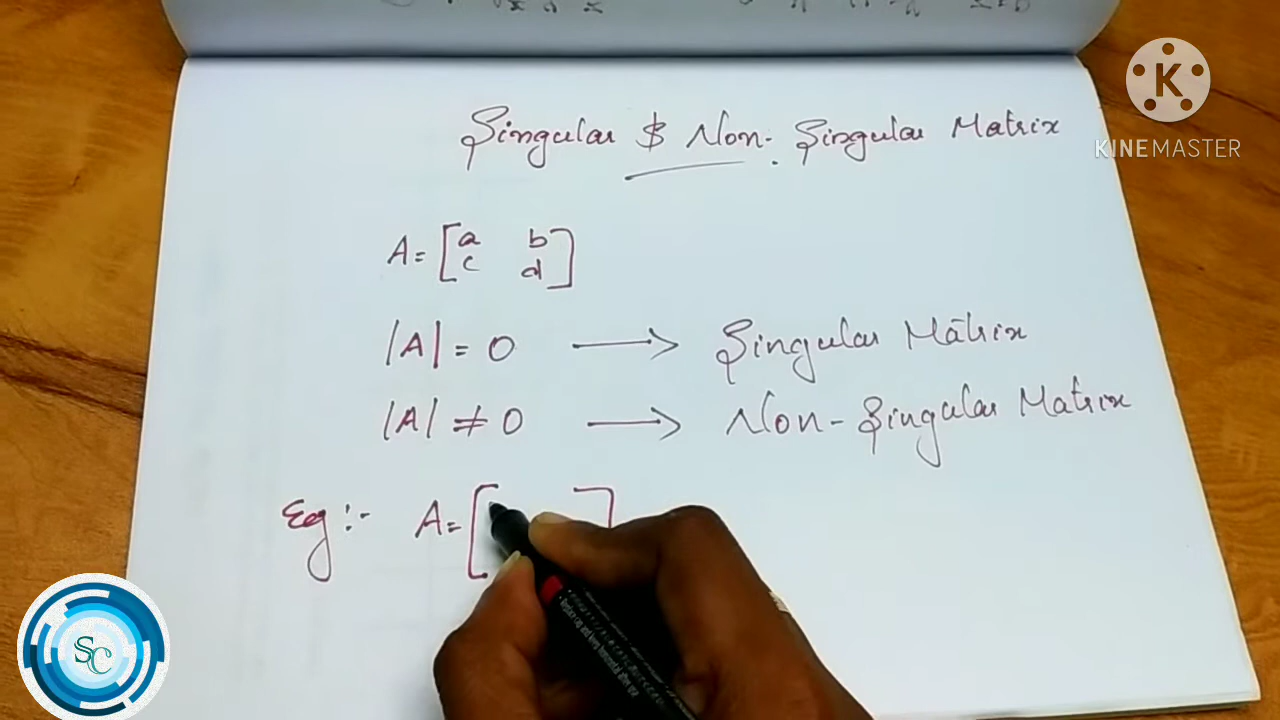 Singular $ Non-Singular Matrix
A = [a b
c d]
|A| = 0 → Singular Matrix
|A| ≠ 0 → Non-Singular Matrix
Eg :- A = [ ]
K
KINEMASTER
SC